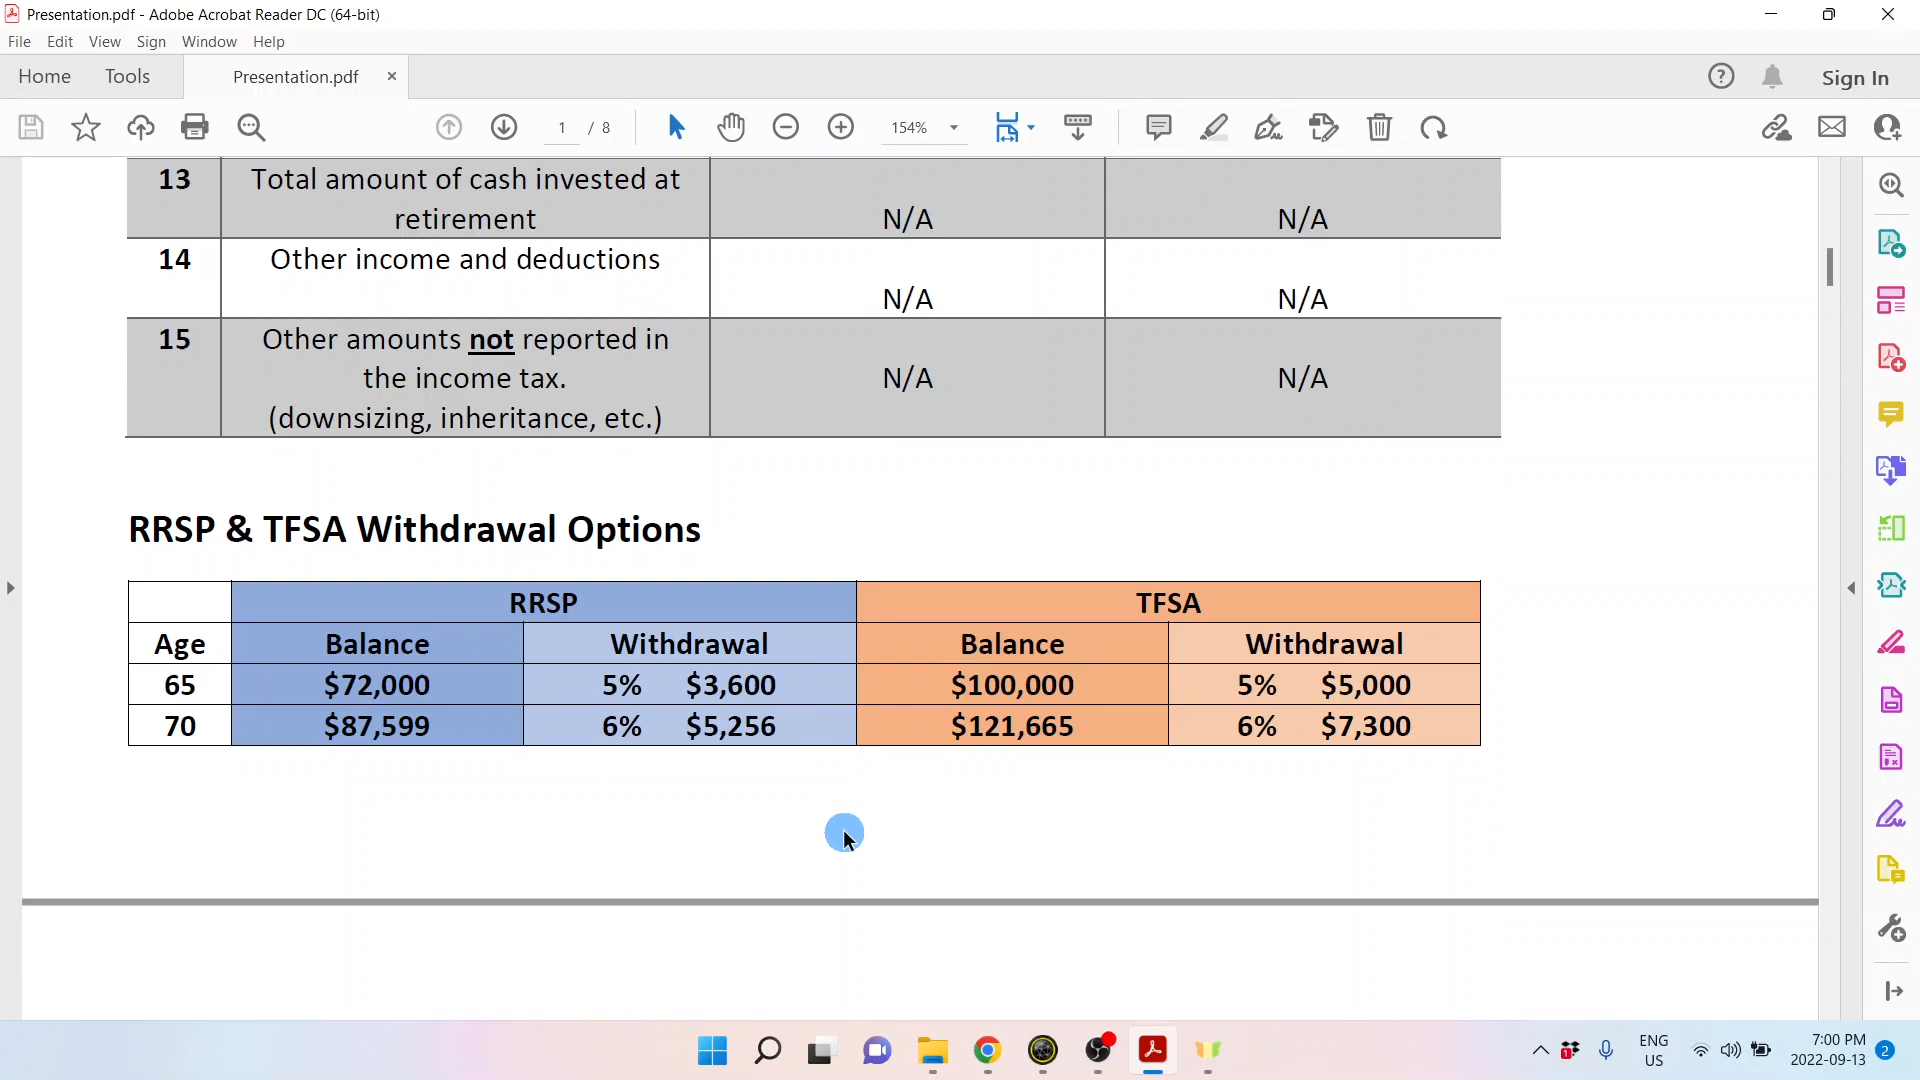 Presentation.pdf - Adobe Acrobat Reader DC (64-bit)
File Edit View Sign Window Help
Home Tools Presentation.pdf × Sign In
1 / 8 154%
13 Total amount of cash invested at
retirement N/A N/A
14 Other income and deductions
N/A N/A
15 Other amounts not reported in
the income tax. N/A N/A
(downsizing, inheritance, etc.)
RRSP & TFSA Withdrawal Options
RRSP TFSA
Age Balance Withdrawal Balance Withdrawal
65 $72,000 5% $3,600 $100,000 5% $5,000
70 $87,599 6% $5,256 $121,665 6% $7,300
ENG 7:00 PM
US 2022-09-13 2